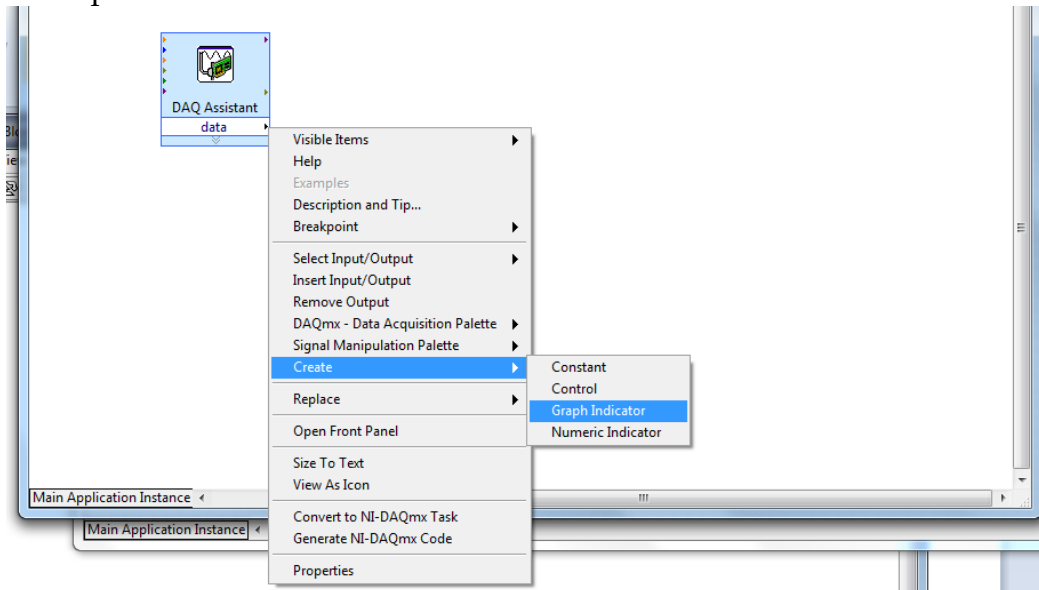 DAQ Assistant
data
Visible Items
Help
Examples
Description and Tip...
Breakpoint
Select Input/Output
Insert Input/Output
Remove Output
DAQmx - Data Acquisition Palette
Signal Manipulation Palette
Create
Constant
Control
Graph Indicator
Numeric Indicator
Replace
Open Front Panel
Size To Text
View As Icon
Main Application Instance
Convert to NI-DAQmx Task
Main Application Instance
Generate NI-DAQmx Code
Properties